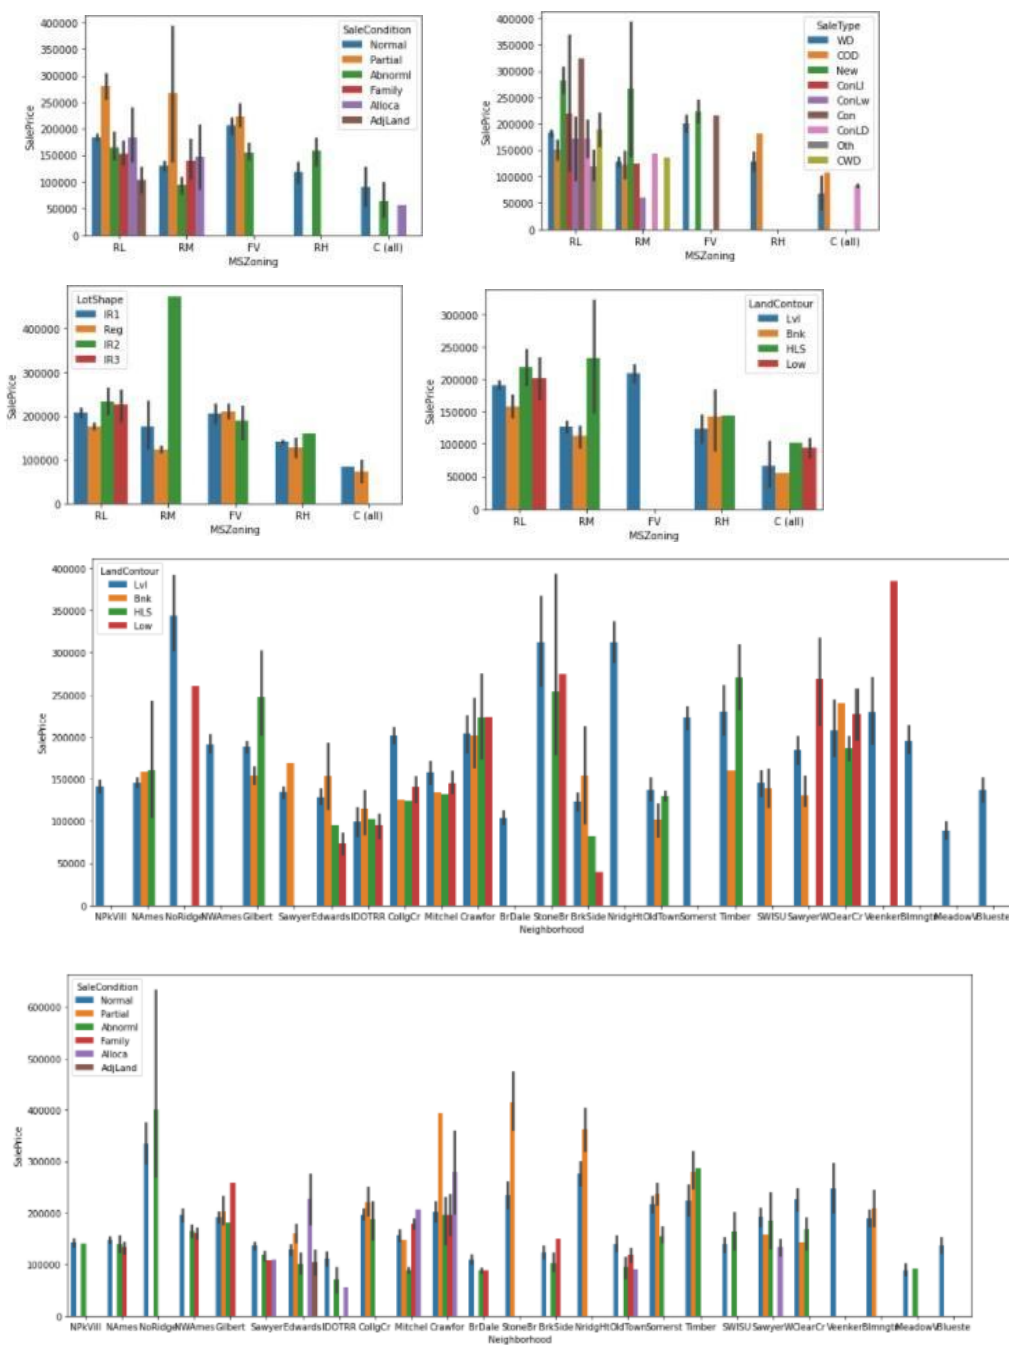 SaleCondition
Normal
Partial
Abnorml
Family
Alloca
AdjLand
400000
350000
300000
250000
200000
150000
100000
50000
0
SalePrice
RL RM FV RH C (all)
MSZoning
SaleType
WD
COD
New
ConLI
ConLw
Con
ConLD
Oth
CWD
400000
350000
300000
250000
200000
150000
100000
50000
0
SalePrice
RL RM FV RH C (all)
MSZoning
LotShape
IR1
Reg
IR2
IR3
400000
300000
200000
100000
0
SalePrice
RL RM FV RH C (all)
MSZoning
LandContour
Lvl
Bnk
HLS
Low
300000
250000
200000
150000
100000
50000
0
SalePrice
RL RM FV RH C (all)
MSZoning
LandContour
Lvl
Bnk
HLS
Low
400000
350000
300000
250000
200000
150000
100000
50000
0
SalePrice
NPkVill NAmes NoRidge NWAmes Gilbert Sawyer Edwards IDOTRR CollgCr Mitchel Crawfor BrDale StoneBr BrkSide NridgHt OldTown Somerst Timber SWISU SawyerW ClearCr Veenker Blmngtn MeadowV Blueste
Neighborhood
SaleCondition
Normal
Partial
Abnorml
Family
Alloca
AdjLand
600000
500000
400000
300000
200000
100000
0
SalePrice
NPkVill NAmes NoRidge NWAmes Gilbert Sawyer Edwards IDOTRR CollgCr Mitchel Crawfor BrDale StoneBr BrkSide NridgHt OldTown Somerst Timber SWISU SawyerW ClearCr Veenker Blmngtn MeadowV Blueste
Neighborhood